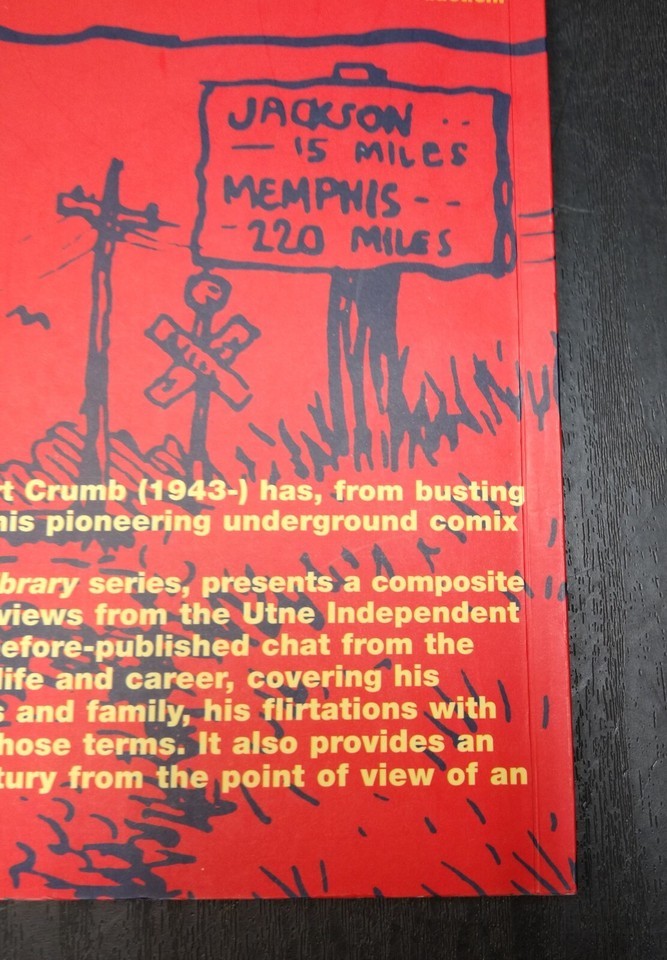 JACKSON --
— 15 MILES
MEMPHIS --
- 220 MILES
t Crumb (1943-) has, from busting
his pioneering underground comix
ibrary series, presents a composite
views from the Utne Independent
efore-published chat from the
life and career, covering his
s and family, his flirtations with
hose terms. It also provides an
tury from the point of view of an